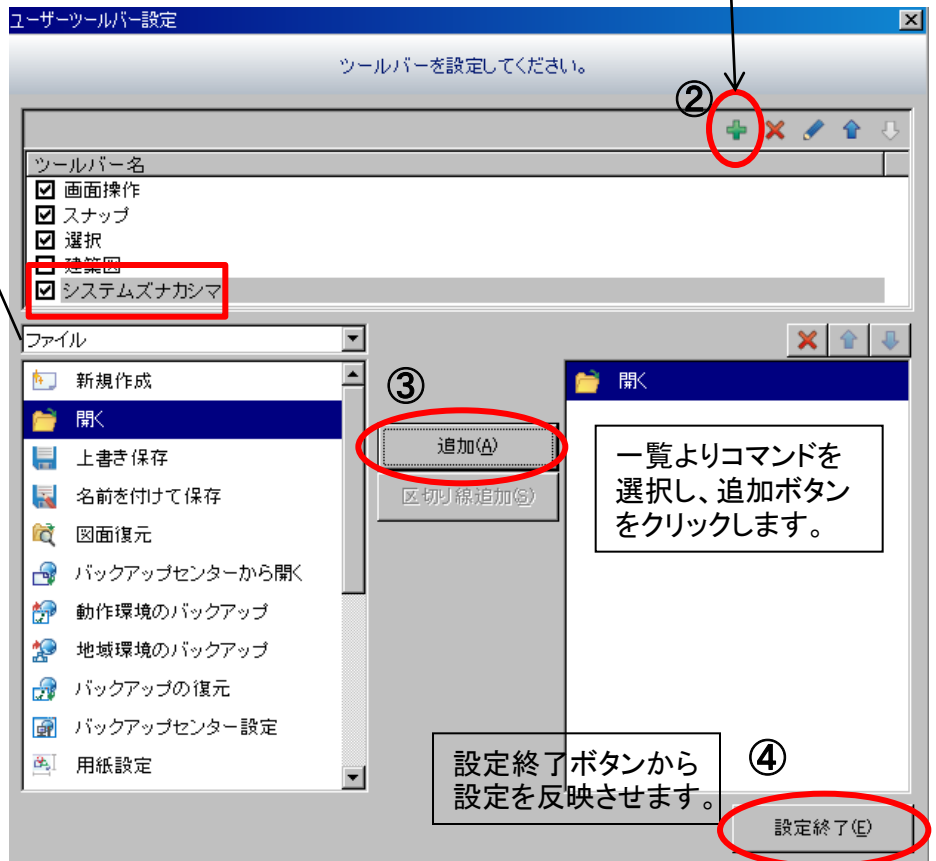 ユーザーツールバー設定
ツールバーを設定してください。
②
ツールバー名
画面操作
スナップ
選択
建築図
システムズナカシマ
ファイル
新規作成
開く
上書き保存
名前を付けて保存
図面復元
バックアップセンターから開く
動作環境のバックアップ
地域環境のバックアップ
バックアップの復元
バックアップセンター設定
用紙設定
③
追加(A)
区切り線追加(S)
開く
一覧よりコマンドを
選択し、追加ボタン
をクリックします。
設定終了ボタンから
設定を反映させます。
④
設定終了(E)